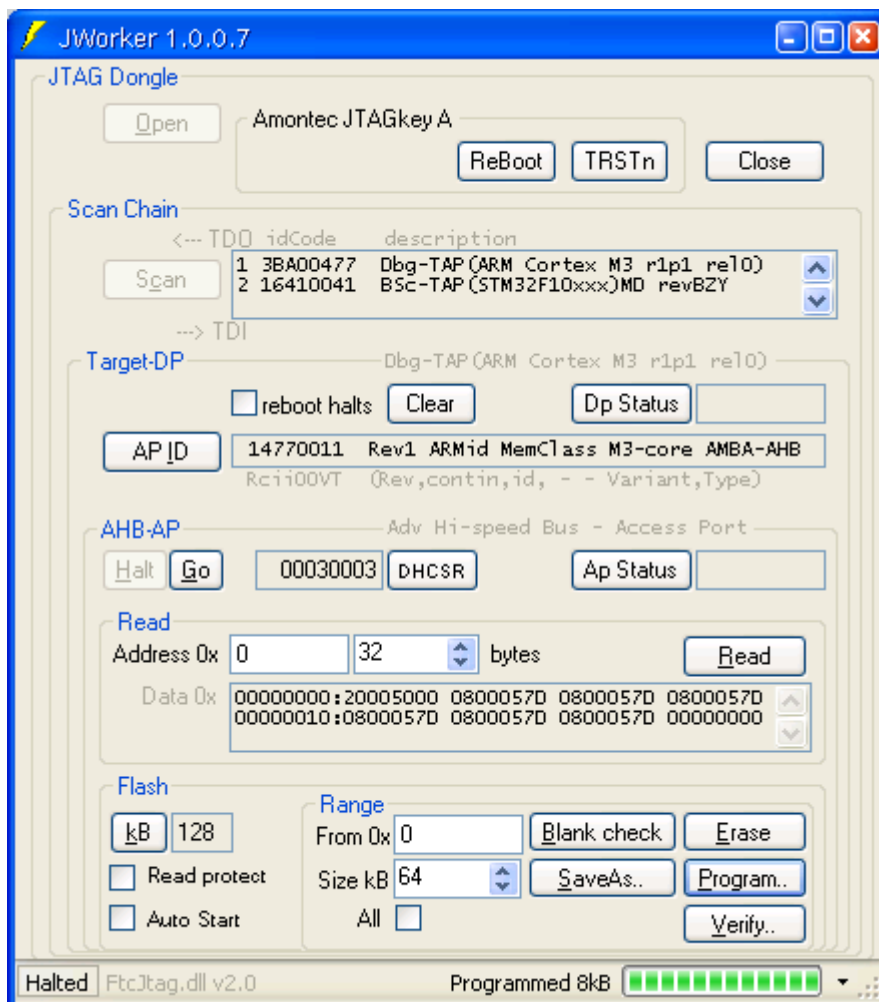 JWorker 1.0.0.7
JTAG Dongle
Open
Amontec JTAGkey A
ReBoot TRSTn Close
Scan Chain
<--- TDO idCode description
Scan
1 3BA00477 Dbg-TAP(ARM Cortex M3 r1p1 rel0)
2 16410041 BSc-TAP(STM32F10xxx)MD revBZY
---> TDI
Target-DP Dbg-TAP(ARM Cortex M3 r1p1 rel0)
reboot halts Clear Dp Status
AP ID 14770011 Rev1 ARMid MemClass M3-core AMBA-AHB
Rcii00VT (Rev,contin,id, - - Variant,Type)
AHB-AP Adv Hi-speed Bus - Access Port
Halt Go 00030003 DHCSR Ap Status
Read
Address 0x 0 32 bytes Read
Data 0x 00000000:20005000 0800057D 0800057D 0800057D
00000010:0800057D 0800057D 0800057D 00000000
Flash
Range
kB 128 From 0x 0 Blank check Erase
Read protect Size kB 64 SaveAs.. Program..
Auto Start All Verify..
Halted FtcJtag.dll v2.0 Programmed 8kB